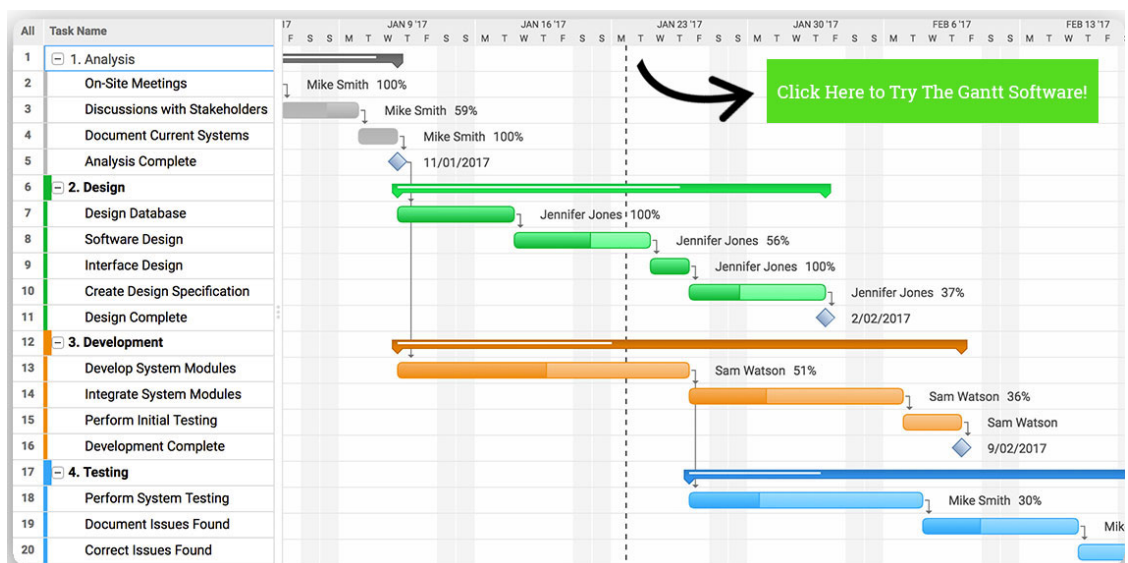 '17 JAN 9 '17 JAN 16 '17 JAN 23 '17 JAN 30 '17 FEB 6 '17 FEB 13 '17
All Task Name F S S M T W T F S S M T W T F S S M T W T F S S M T W T F S S M T W T F S S M T W T F
1 1. Analysis
Click Here to Try The Gantt Software!
2 On-Site Meetings Mike Smith 100%
3 Discussions with Stakeholders Mike Smith 59%
4 Document Current Systems Mike Smith 100%
5 Analysis Complete 11/01/2017
6 2. Design
7 Design Database Jennifer Jones 100%
8 Software Design Jennifer Jones 56%
9 Interface Design Jennifer Jones 100%
10 Create Design Specification Jennifer Jones 37%
11 Design Complete 2/02/2017
12 3. Development
13 Develop System Modules Sam Watson 51%
14 Integrate System Modules Sam Watson 36%
15 Perform Initial Testing Sam Watson
16 Development Complete 9/02/2017
17 4. Testing
18 Perform System Testing Mike Smith 30%
19 Document Issues Found Mik
20 Correct Issues Found